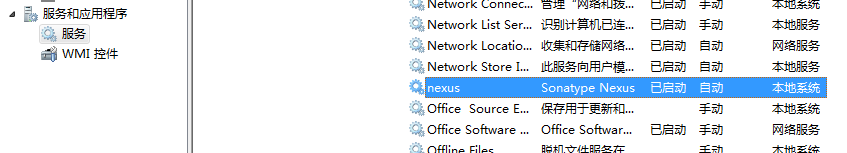 服务和应用程序
服务
WMI 控件
Network Connec... 管理“网络和拨... 已启动 手动 本地系统
Network List Ser... 识别计算机已连... 已启动 手动 本地服务
Network Locatio... 收集和存储网络... 已启动 自动 网络服务
Network Store I... 此服务向用户模... 已启动 自动 本地服务
nexus Sonatype Nexus 已启动 自动 本地系统
Office  Source E... 保存用于更新和... 手动 本地系统
Office Software ... Office Softwar... 已启动 手动 网络服务
Offline Files 脱机文件服务在 手动 本地系统